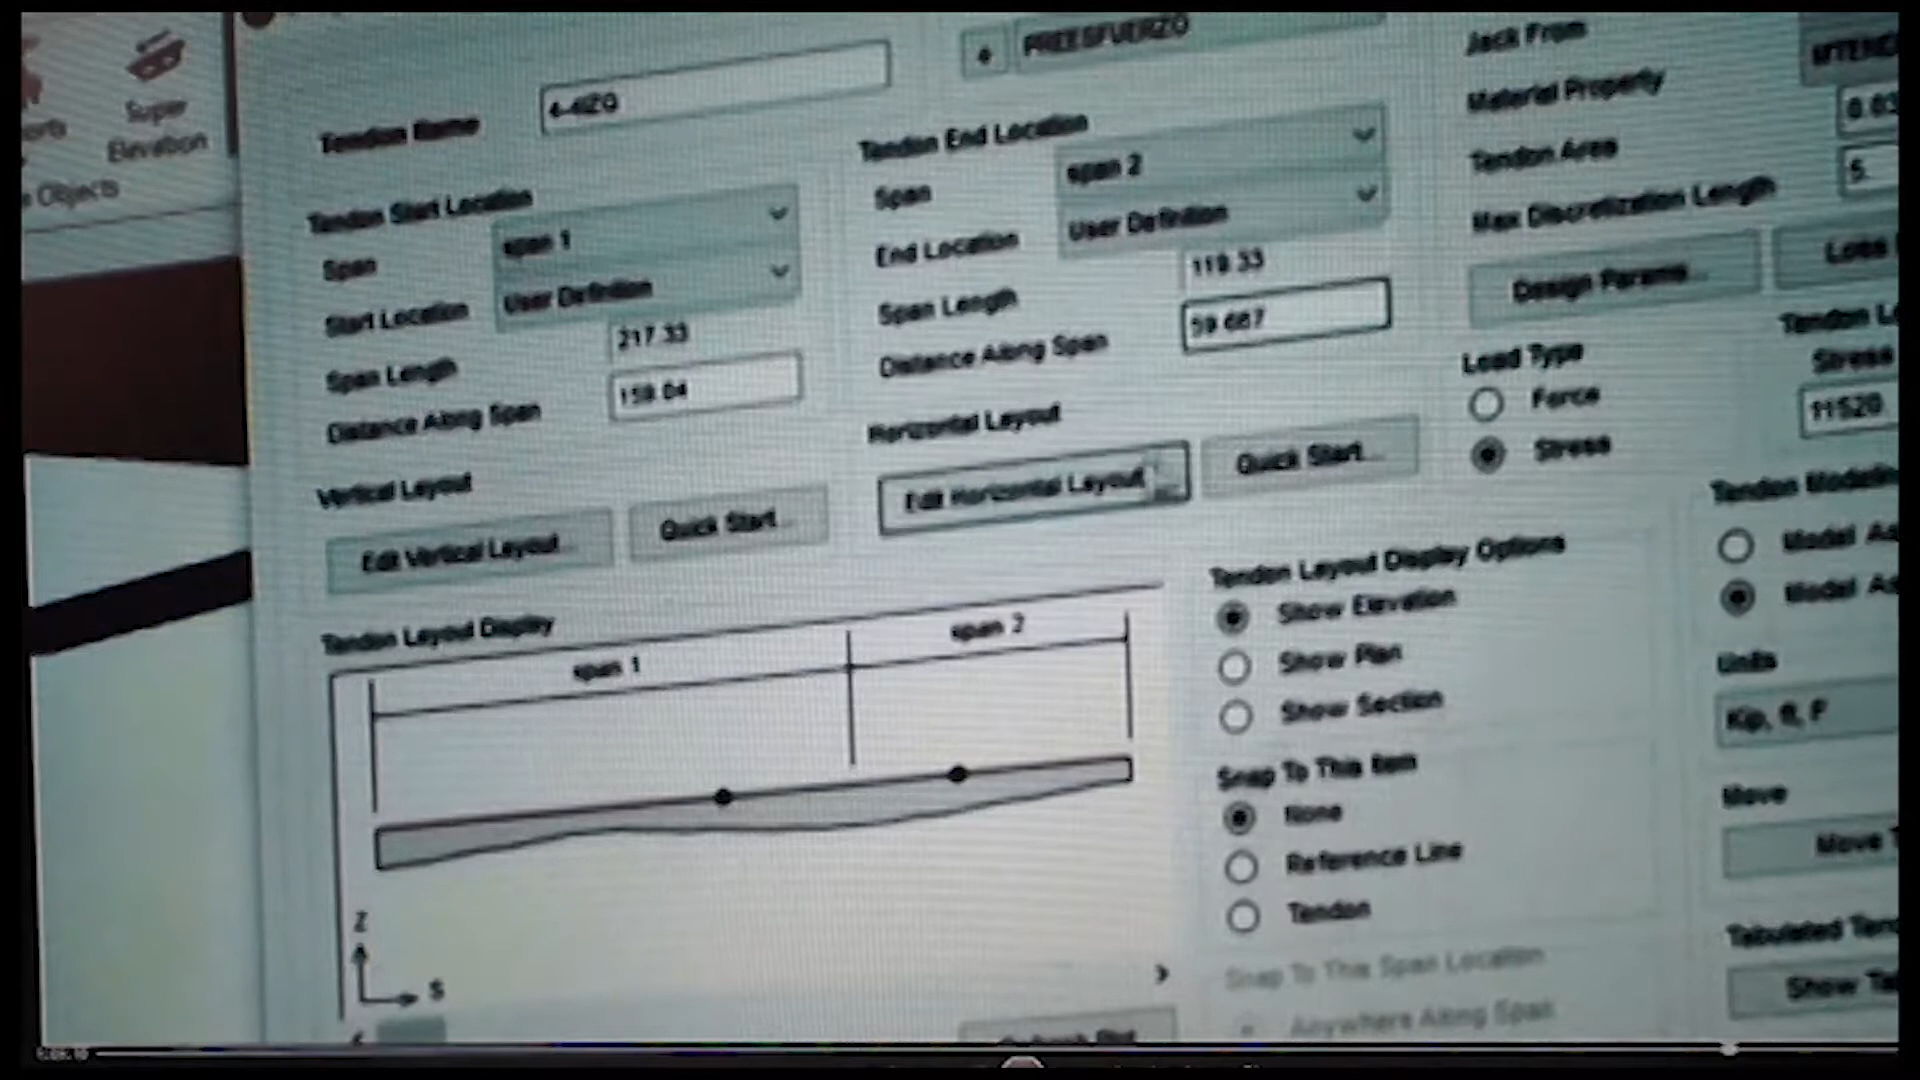 Super
Elevation
Objects
Tendon Name
PREESFUERZO
Tendon Start Location
Span
span 1
Start Location
User Definition
Span Length
217.33
Distance Along Span
159.04
Tendon End Location
Span
span 2
End Location
User Definition
Span Length
119.33
Distance Along Span
59.667
Jack From
Material Property
Tendon Area
Max Discretization Length
5.
Design Params...
Load Type
Force
Stress
Stress
11520.
Vertical Layout
Edit Vertical Layout...
Quick Start...
Horizontal Layout
Edit Horizontal Layout...
Quick Start...
Tendon Layout Display
span 1
span 2
Z
S
Tendon Layout Display Options
Show Elevation
Show Plan
Show Section
Snap To This Item
None
Reference Line
Tendon
Snap To This Span Location
Anywhere Along Span
Units
Kip, ft, F
Move
Move